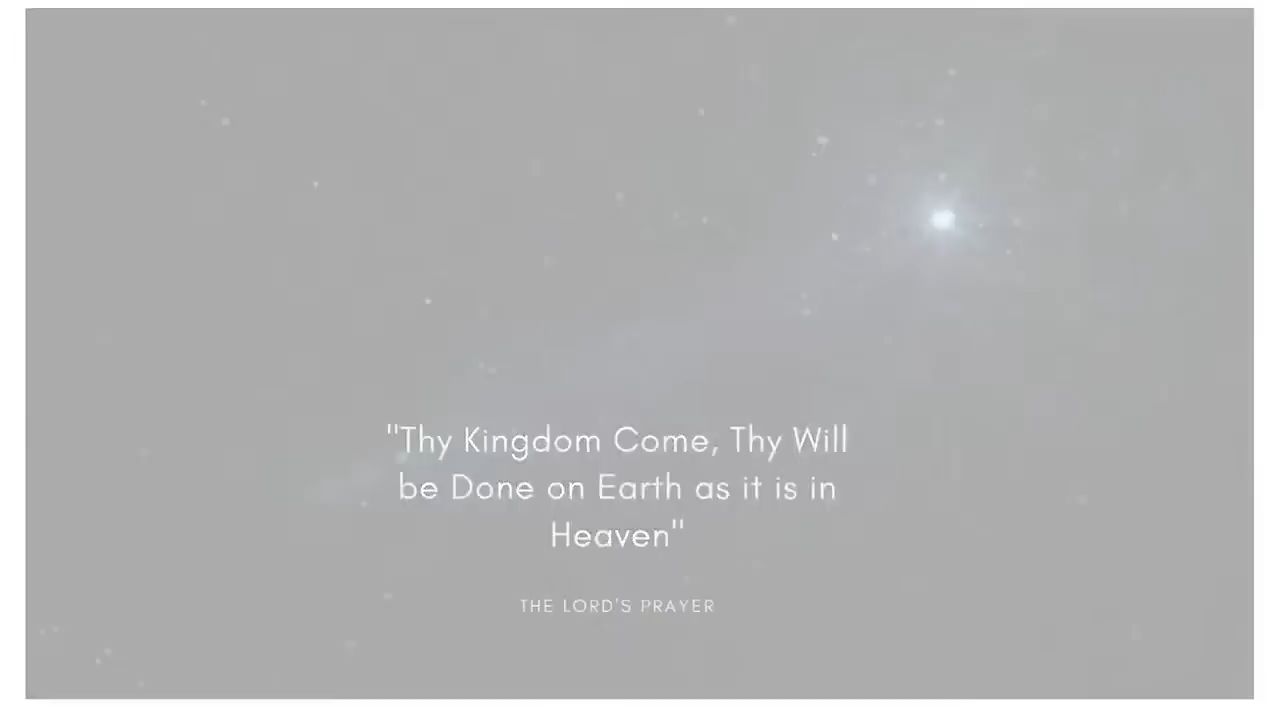 "Thy Kingdom Come, Thy Will
be Done on Earth as it is in
Heaven"
THE LORD'S PRAYER